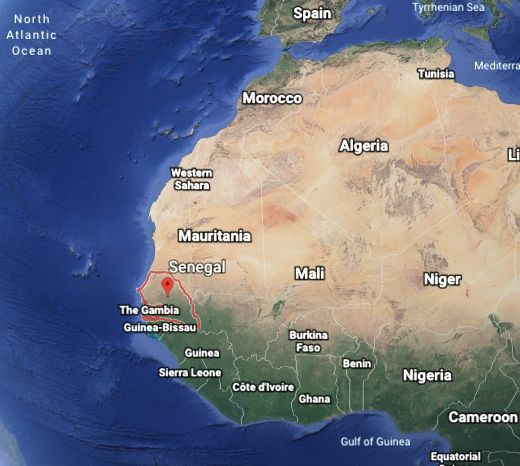 Spain
Tyrrhenian Sea
North
Atlantic
Ocean
Tunisia
Mediterra
Morocco
Algeria
Li
Western
Sahara
Mauritania
Senegal
Mali
Niger
The Gambia
Guinea-Bissau
Burkina
Faso
Guinea
Benin
Sierra Leone
Nigeria
Côte d'Ivoire
Ghana
Cameroon
Gulf of Guinea
Equatorial